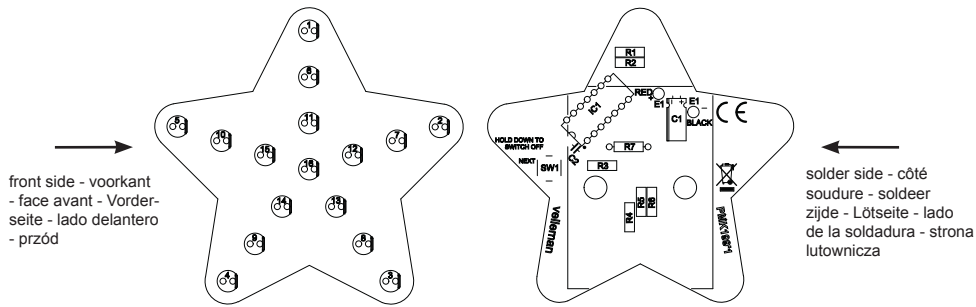 front side - voorkant
- face avant - Vorder-
seite - lado delantero
- przód
1
6
11
5
10
15
16
12
7
2
14
13
9
8
4
3
R1
R2
RED
+
E1
E1
-
IC1
C1
BLACK
CE
HOLD DOWN TO
SWITCH OFF
NEXT
SW1
R7
R3
R5
R6
R4
Velleman
solder side - côté
soudure - soldeer
zijde - Lötseite - lado
de la soldadura - strona
lutownicza